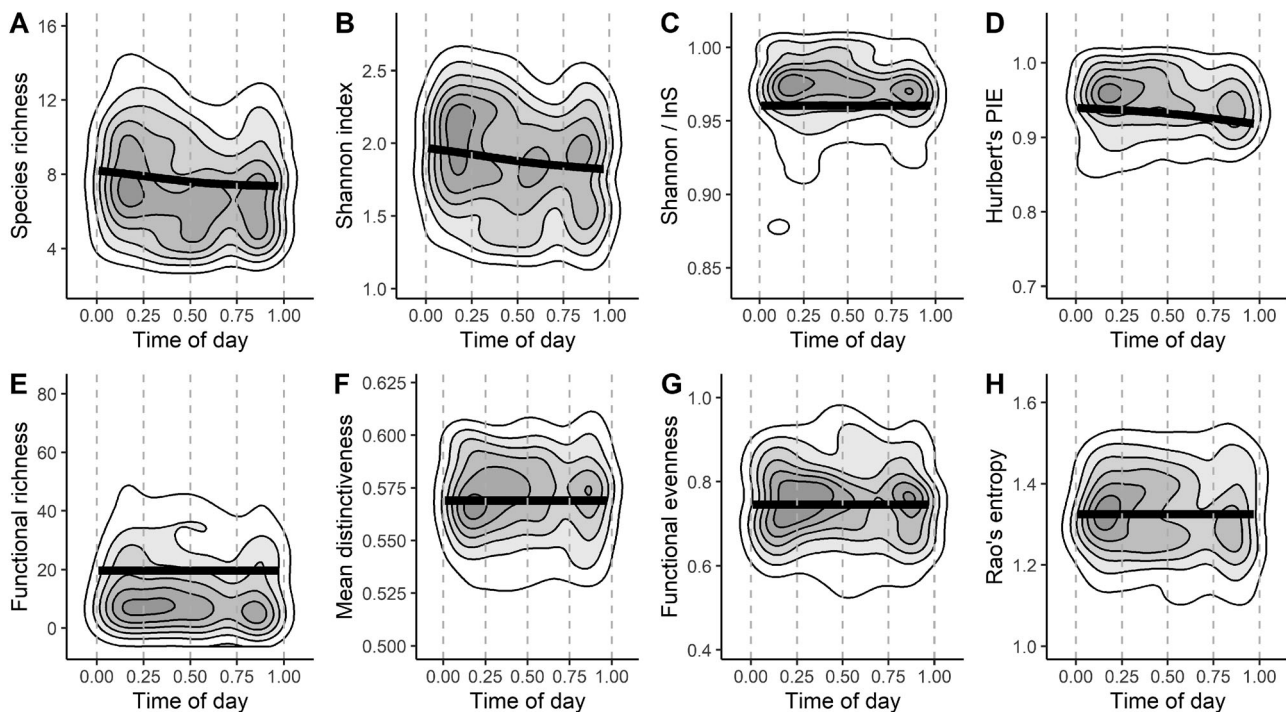 A
Species richness
16
12
8
4
0.00 0.25 0.50 0.75 1.00
Time of day
B
Shannon index
2.5
2.0
1.5
1.0
0.00 0.25 0.50 0.75 1.00
Time of day
C
Shannon / lnS
1.00
0.95
0.90
0.85
0.00 0.25 0.50 0.75 1.00
Time of day
D
Hurlbert's PIE
1.0
0.9
0.8
0.7
0.00 0.25 0.50 0.75 1.00
Time of day
E
Functional richness
80
60
40
20
0
0.00 0.25 0.50 0.75 1.00
Time of day
F
Mean distinctiveness
0.625
0.600
0.575
0.550
0.525
0.500
0.00 0.25 0.50 0.75 1.00
Time of day
G
Functional evenness
1.0
0.8
0.6
0.4
0.00 0.25 0.50 0.75 1.00
Time of day
H
Rao's entropy
1.6
1.4
1.2
1.0
0.00 0.25 0.50 0.75 1.00
Time of day